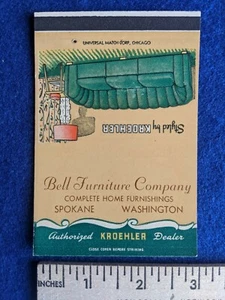 UNIVERSAL MATCH CORP., CHICAGO
Styled by
KROEHLER
Bell Furniture Company
COMPLETE HOME FURNISHINGS
SPOKANE WASHINGTON
Authorized KROEHLER Dealer
CLOSE COVER BEFORE STRIKING
INCHES 1 2 3